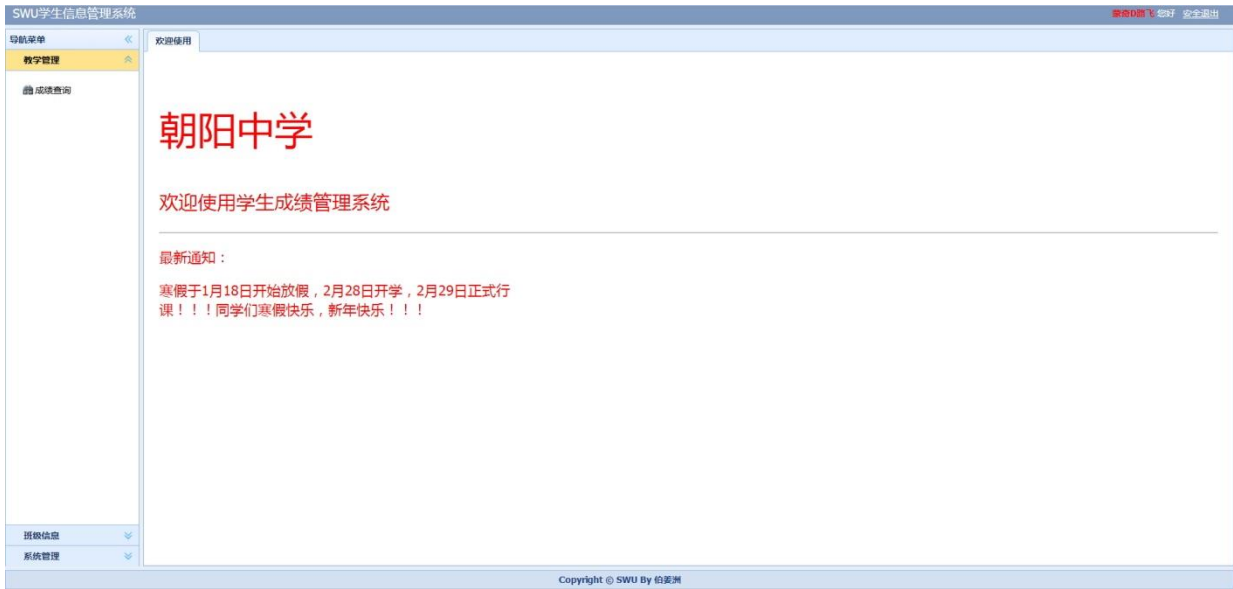 SWU学生信息管理系统
蒙奇D路飞 您好 安全退出
导航菜单
欢迎使用
教学管理
成绩查询
朝阳中学
欢迎使用学生成绩管理系统
最新通知：
寒假于1月18日开始放假，2月28日开学，2月29日正式行
课！！！同学们寒假快乐，新年快乐！！！
班级信息
系统管理
Copyright © SWU By